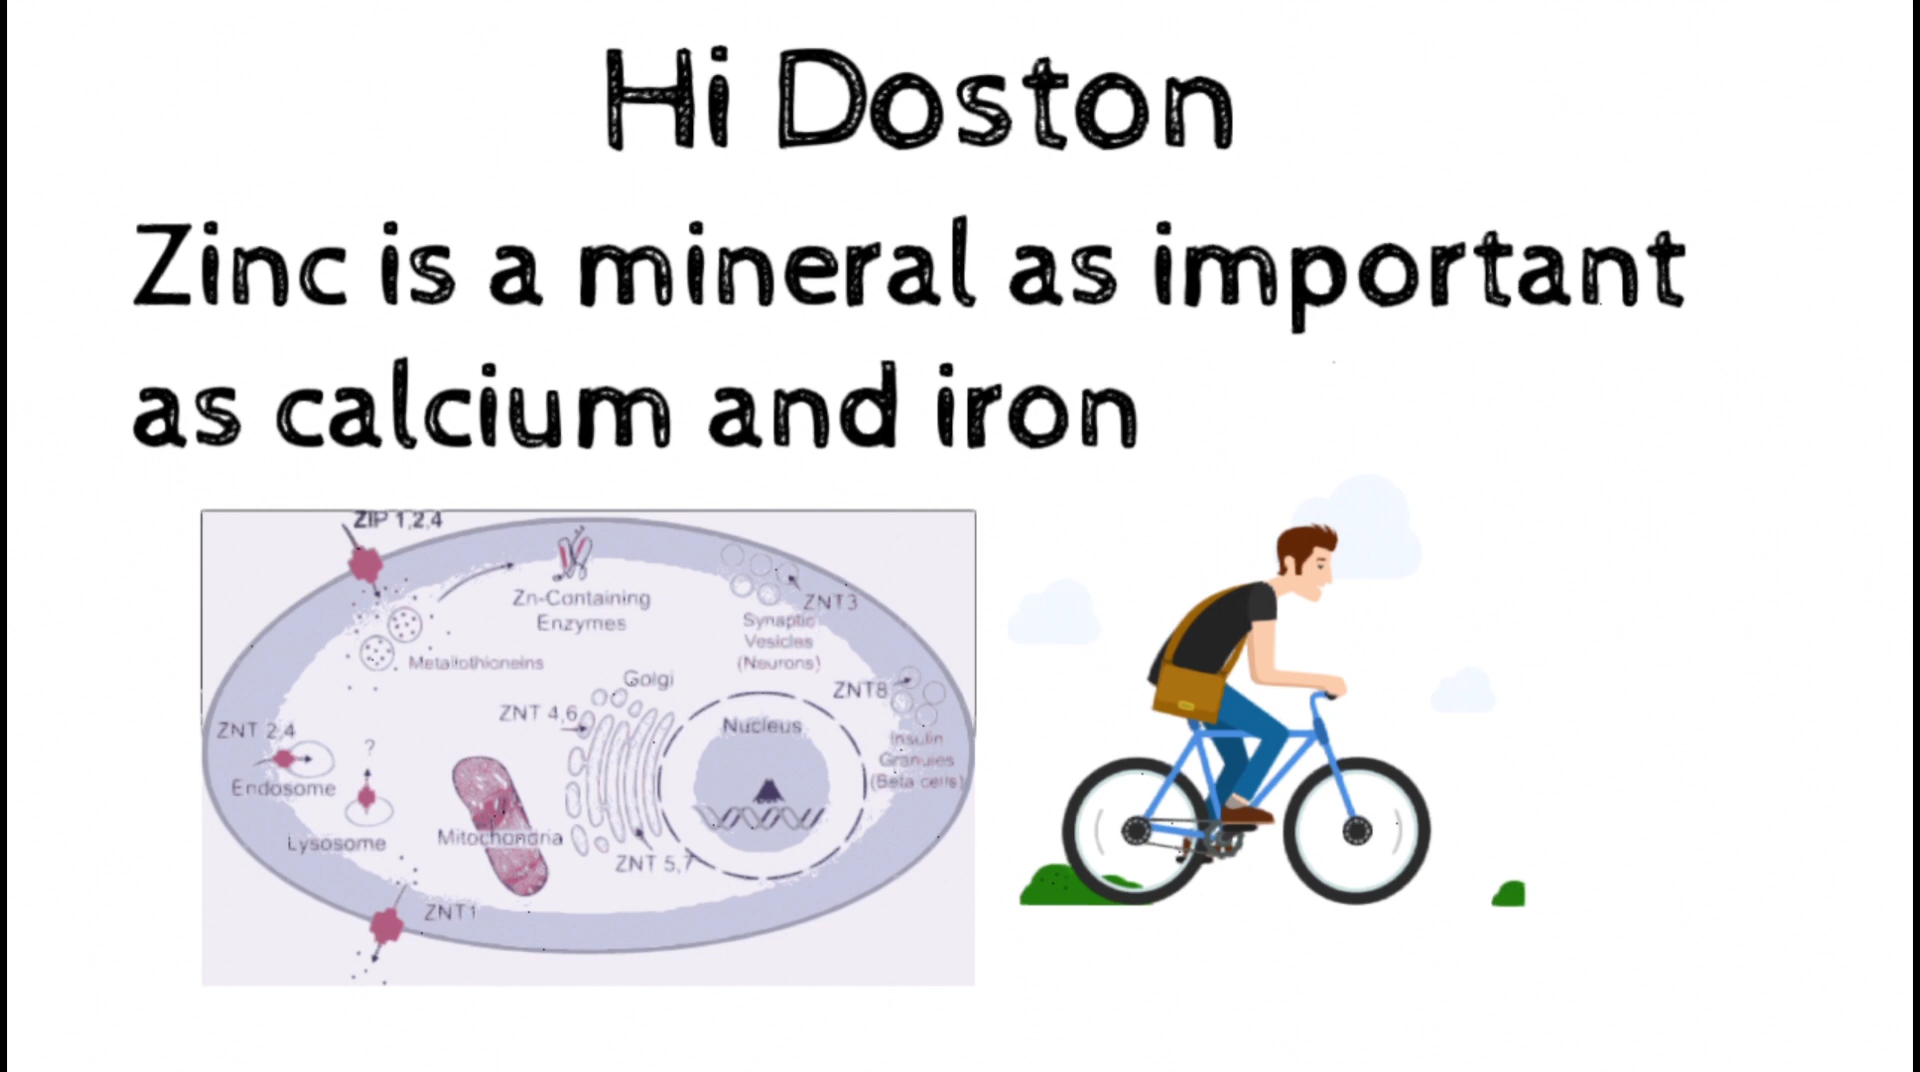 Hi Doston
Zinc is a mineral as important
as calcium and iron
ZIP 1,2,4
Zn-Containing
Enzymes
ZNT3
Synaptic
Vesicles
(Neurons)
Metallothioneins
Golgi
ZNT8
ZNT 4,6
Nucleus
ZNT 2,4
?
Insulin
Granules
(Beta cells)
Endosome
Lysosome
Mitochondria
ZNT 5,7
ZNT1